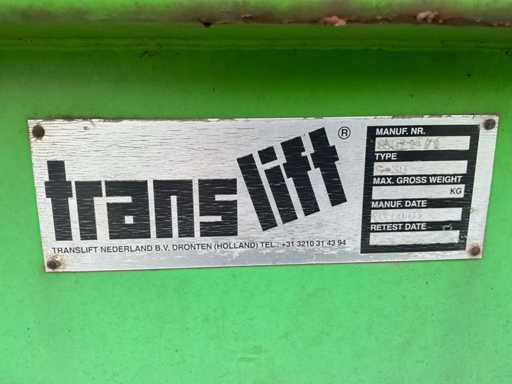 trans lift ®
TRANSLIFT NEDERLAND B.V. DRONTEN (HOLLAND) TEL.: +31 3210 31 43 94
MANUF. NR.
TYPE
MAX. GROSS WEIGHT
KG
MANUF. DATE
RETEST DATE